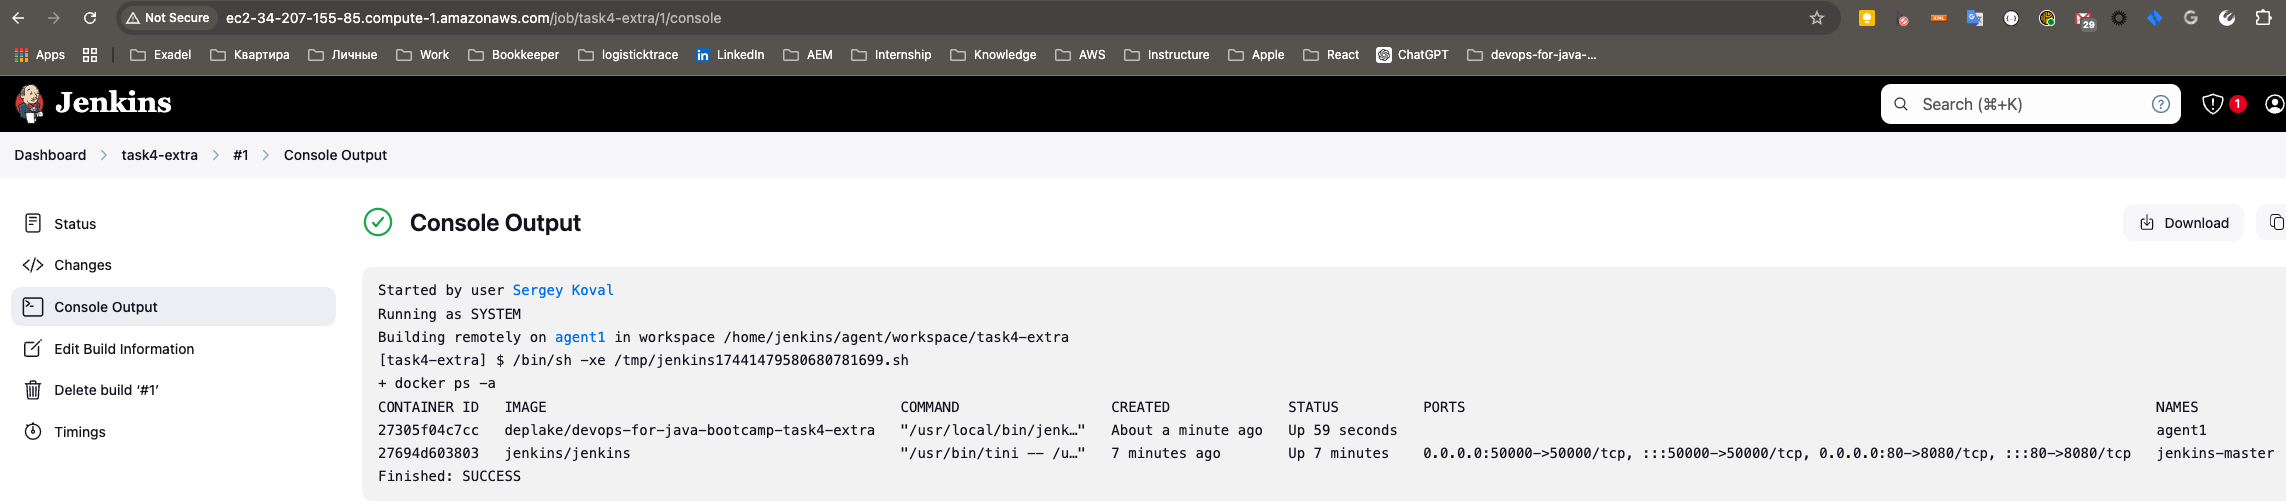 Not Secure ec2-34-207-155-85.compute-1.amazonaws.com/job/task4-extra/1/console 29
Apps Exadel Квартира Личные Work Bookkeeper logisticktrace LinkedIn AEM Internship Knowledge AWS Instructure Apple React ChatGPT devops-for-java-...
Jenkins Search (⌘+K) ? 1
Dashboard task4-extra #1 Console Output
Status
Changes
Console Output
Edit Build Information
Delete build ‘#1’
Timings
Console Output
Download
Started by user Sergey Koval
Running as SYSTEM
Building remotely on agent1 in workspace /home/jenkins/agent/workspace/task4-extra
[task4-extra] $ /bin/sh -xe /tmp/jenkins17441479580680781699.sh
+ docker ps -a
CONTAINER ID IMAGE COMMAND CREATED STATUS PORTS NAMES
27305f04c7cc deplake/devops-for-java-bootcamp-task4-extra "/usr/local/bin/jenk…" About a minute ago Up 59 seconds agent1
27694d603803 jenkins/jenkins "/usr/bin/tini -- /u…" 7 minutes ago Up 7 minutes 0.0.0.0:50000->50000/tcp, :::50000->50000/tcp, 0.0.0.0:80->8080/tcp, :::80->8080/tcp jenkins-master
Finished: SUCCESS